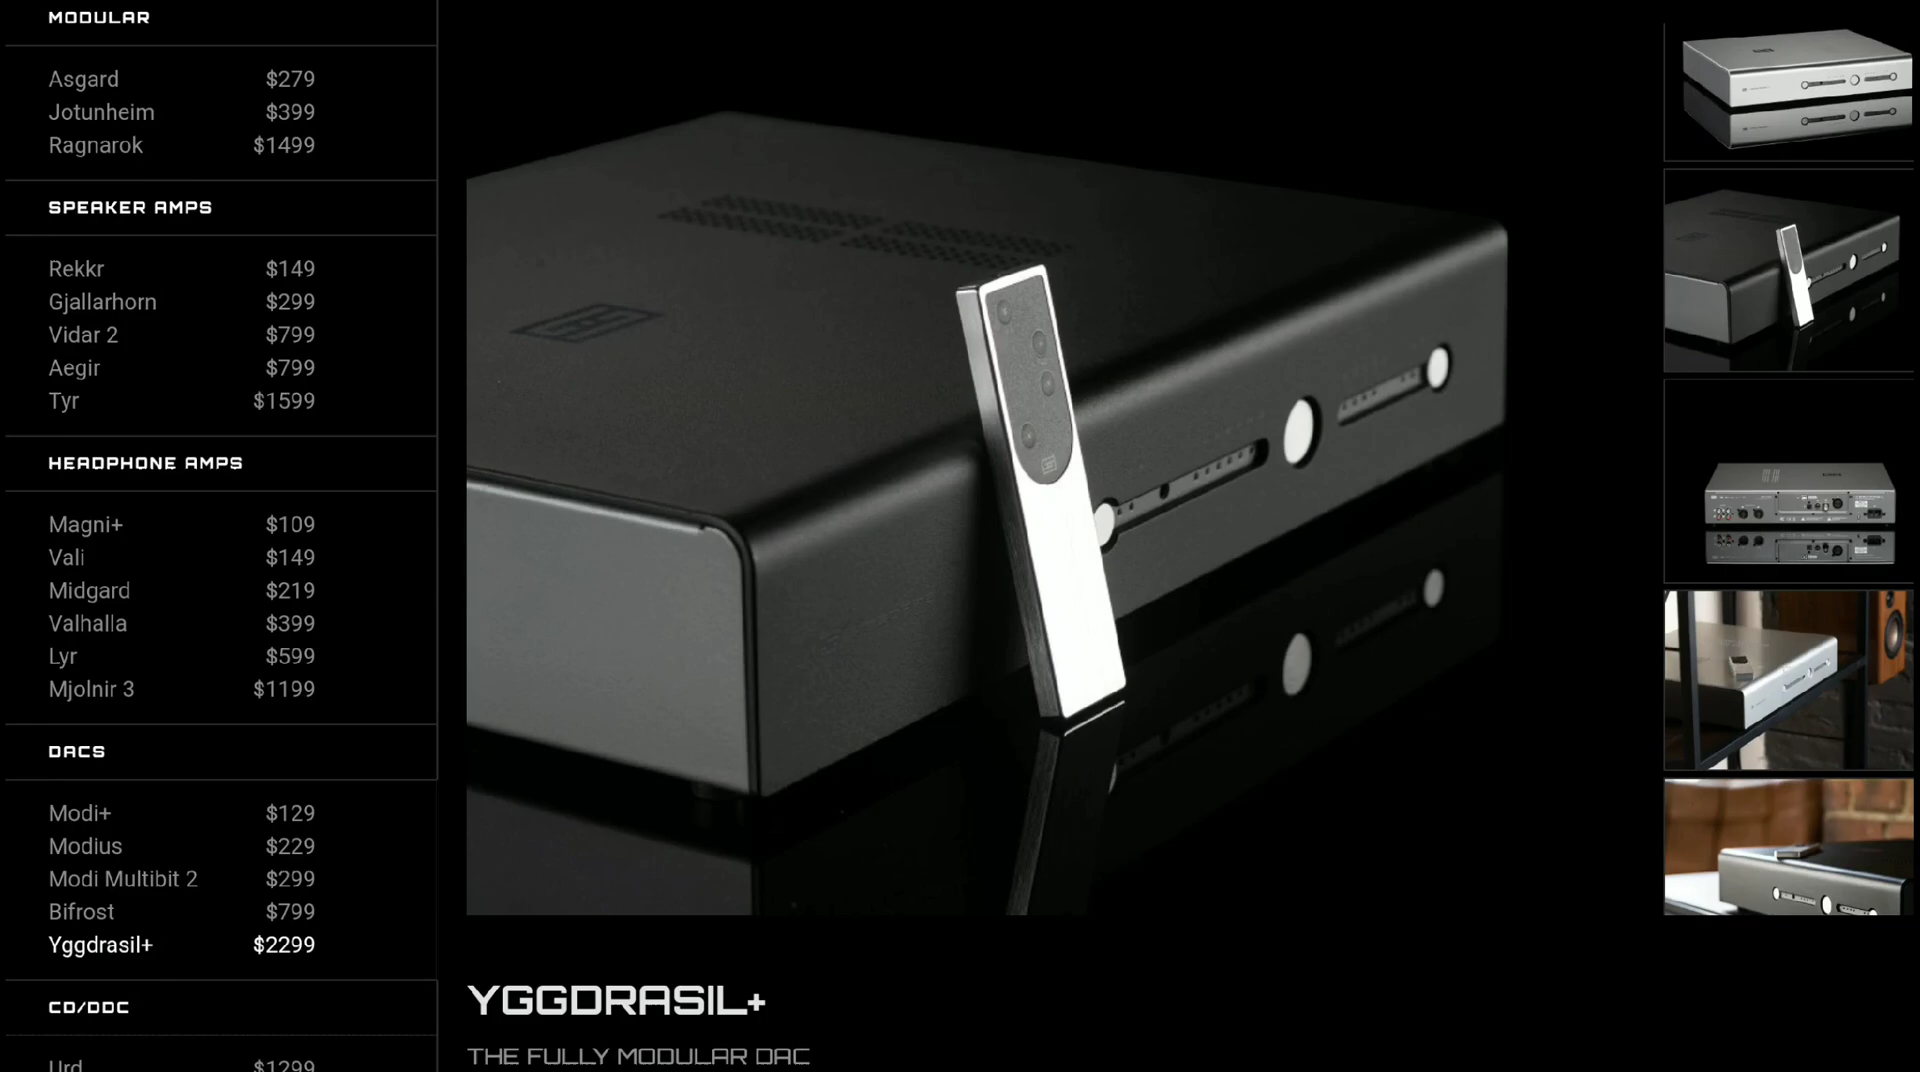 MODULAR
Asgard $279
Jotunheim $399
Ragnarok $1499
SPEAKER AMPS
Rekkr $149
Gjallarhorn $299
Vidar 2 $799
Aegir $799
Tyr $1599
HEADPHONE AMPS
Magni+ $109
Vali $149
Midgard $219
Valhalla $399
Lyr $599
Mjolnir 3 $1199
DACS
Modi+ $129
Modius $229
Modi Multibit 2 $299
Bifrost $799
Yggdrasil+ $2299
CD/DDC
Urd $1299
YGGDRASIL+
THE FULLY MODULAR DAC